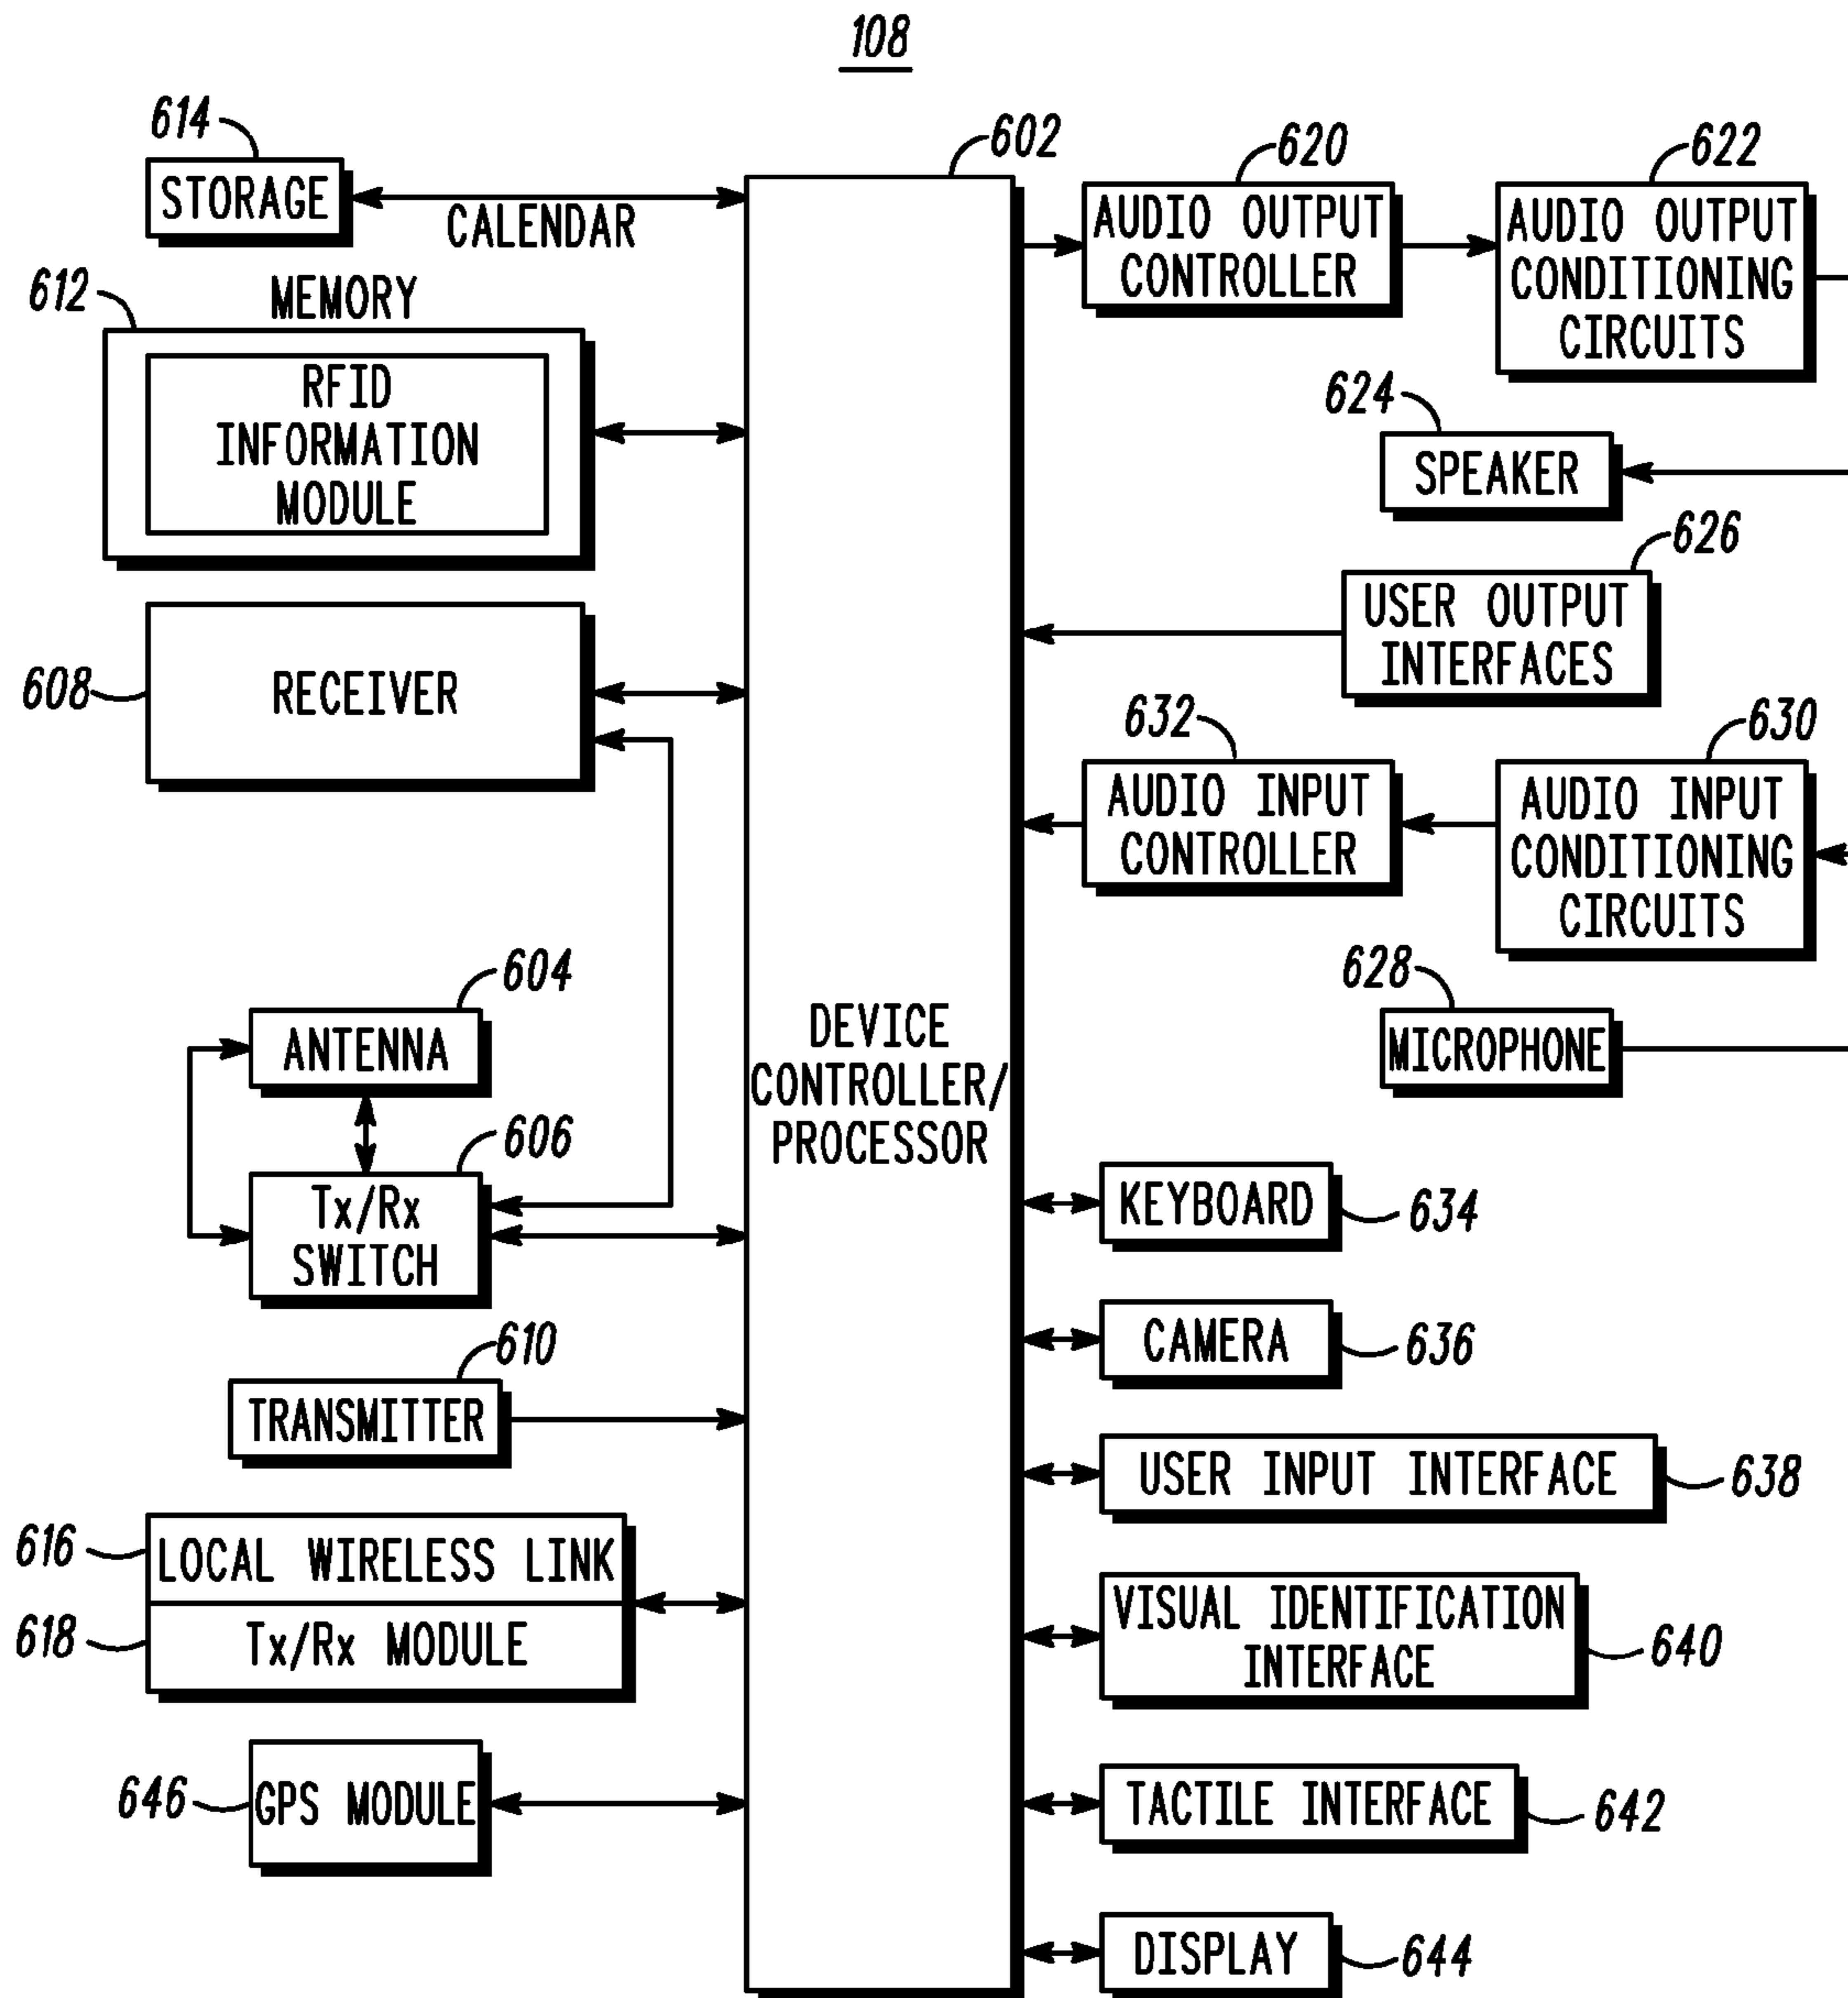 108
614
STORAGE
CALENDAR
612
MEMORY
RFID
INFORMATION
MODULE
608
RECEIVER
604
ANTENNA
606
Tx/Rx
SWITCH
610
TRANSMITTER
616
LOCAL WIRELESS LINK
618
Tx/Rx MODULE
646
GPS MODULE
602
DEVICE
CONTROLLER/
PROCESSOR
620
AUDIO OUTPUT
CONTROLLER
622
AUDIO OUTPUT
CONDITIONING
CIRCUITS
624
SPEAKER
626
USER OUTPUT
INTERFACES
632
AUDIO INPUT
CONTROLLER
630
AUDIO INPUT
CONDITIONING
CIRCUITS
628
MICROPHONE
KEYBOARD
634
CAMERA
636
USER INPUT INTERFACE
638
VISUAL IDENTIFICATION
INTERFACE
640
TACTILE INTERFACE
642
DISPLAY
644